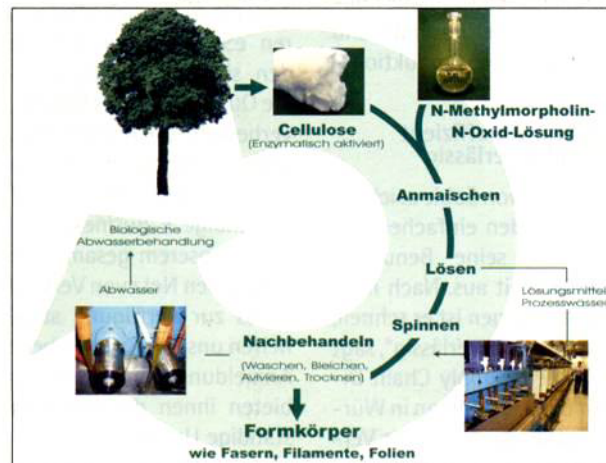 Cellulose
(Enzymatisch aktiviert)
N-Methylmorpholin-
N-Oxid-Lösung
Anmaischen
Biologische
Abwasserbehandlung
Lösen
Abwasser
Lösungsmittel
Prozesswässer
Spinnen
Nachbehandeln
(Waschen, Bleichen,
Avivieren, Trocknen)
Formkörper
wie Fasern, Filamente, Folien